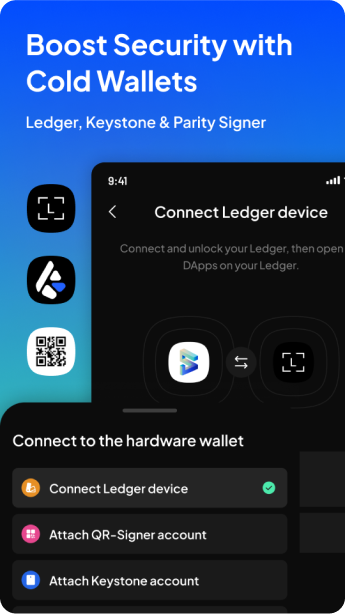 Boost Security with
Cold Wallets
Ledger, Keystone & Parity Signer
9:41
Connect Ledger device
Connect and unlock your Ledger, then open
DApps on your Ledger.
Connect to the hardware wallet
Connect Ledger device
Attach QR-Signer account
Attach Keystone account